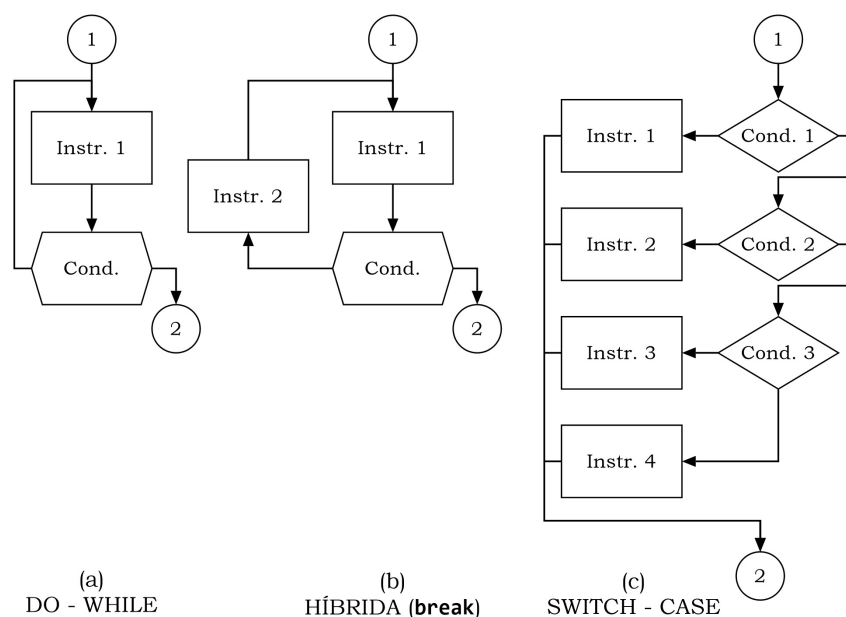 1
Instr. 1
Cond.
2
(a)
DO - WHILE
1
Instr. 1
Instr. 2
Cond.
2
(b)
HÍBRIDA (break)
1
Cond. 1
Instr. 1
Cond. 2
Instr. 2
Cond. 3
Instr. 3
Instr. 4
2
(c)
SWITCH - CASE